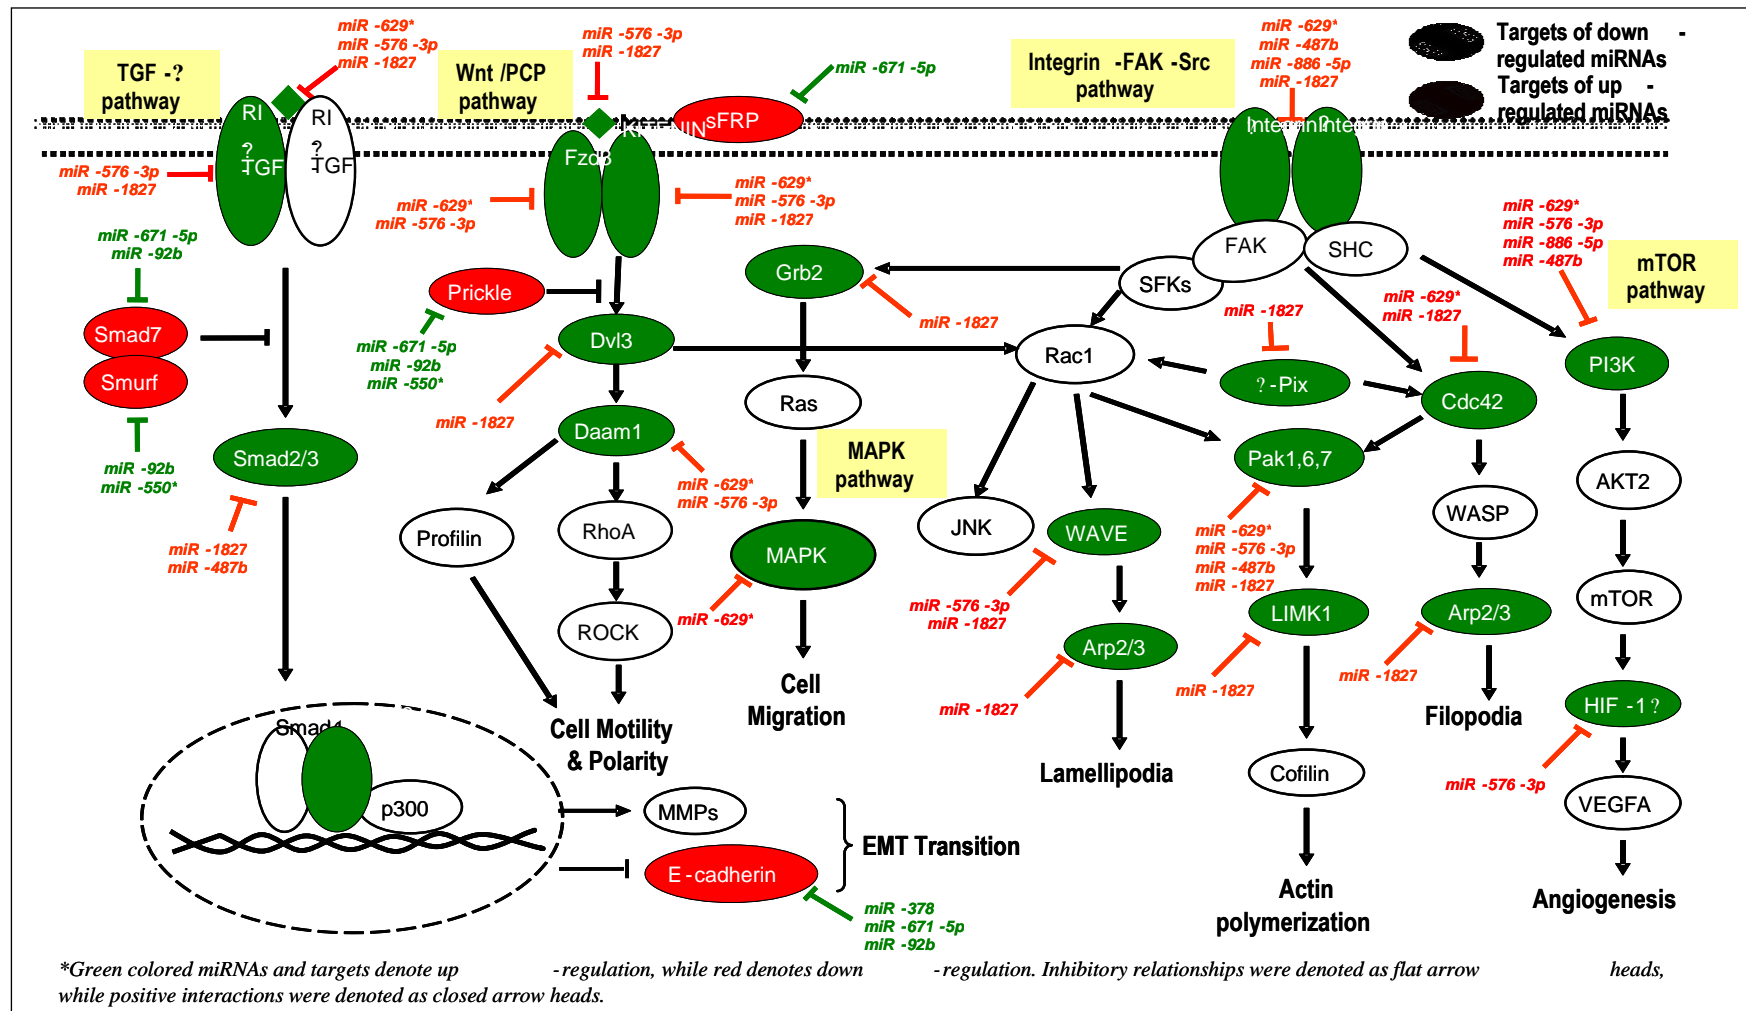 miR -629*
miR -576 -3p
miR -1827
TGF -?
pathway
Wnt /PCP
pathway
miR -576 -3p
miR -1827
miR -671 -5p
Integrin -FAK -Src
pathway
miR -629*
miR -487b
miR -886 -5p
miR -1827
Targets of down -
regulated miRNAs
Targets of up -
regulated miRNAs
RI
RI
?
TGF
?
TGF
sFRP
Fzd3
Integrin
?
Integrin
miR -576 -3p
miR -1827
miR -629*
miR -576 -3p
miR -629*
miR -576 -3p
miR -1827
miR -629*
miR -576 -3p
miR -886 -5p
miR -487b
mTOR
pathway
miR -671 -5p
miR -92b
Prickle
Grb2
FAK
SHC
SFKs
Smad7
Smurf
miR -671 -5p
miR -92b
miR -550*
Dvl3
miR -1827
Rac1
miR -1827
miR -629*
miR -1827
?-Pix
Cdc42
PI3K
miR -1827
Daam1
Ras
MAPK
pathway
Pak1,6,7
AKT2
miR -92b
miR -550*
Smad2/3
miR -629*
miR -576 -3p
miR -1827
miR -487b
Profilin
RhoA
MAPK
JNK
WAVE
miR -629*
miR -576 -3p
miR -487b
miR -1827
WASP
mTOR
ROCK
miR -629*
miR -576 -3p
miR -1827
Arp2/3
LIMK1
Arp2/3
Cell
Migration
miR -1827
miR -1827
miR -1827
Filopodia
HIF -1?
Smad4
Cell Motility
& Polarity
Lamellipodia
Cofilin
miR -576 -3p
VEGFA
p300
MMPs
EMT Transition
E-cadherin
Actin
polymerization
Angiogenesis
miR -378
miR -671 -5p
miR -92b
*Green colored miRNAs and targets denote up -regulation, while red denotes down -regulation. Inhibitory relationships were denoted as flat arrow heads,
while positive interactions were denoted as closed arrow heads.